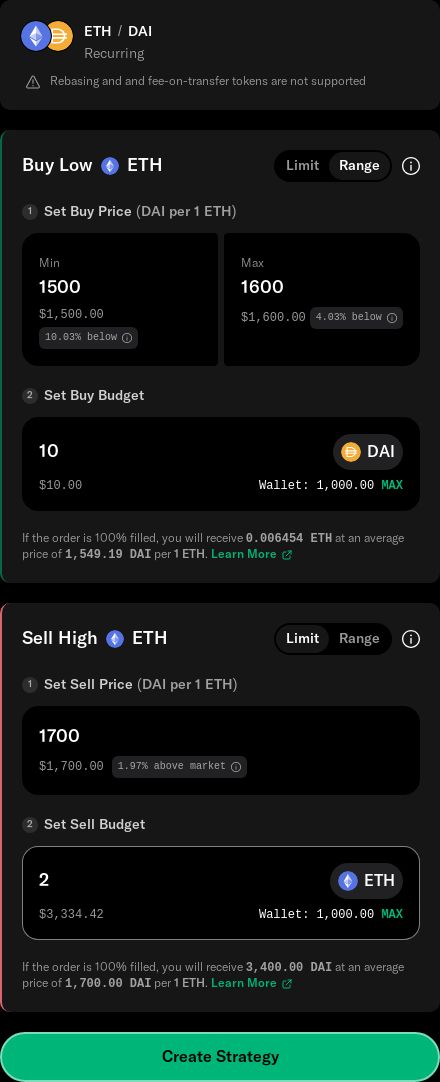 ETH / DAI
Recurring
Rebasing and and fee-on-transfer tokens are not supported
Buy Low ETH Limit Range
1 Set Buy Price (DAI per 1 ETH)
Min Max
1500 1600
$1,500.00 $1,600.00 4.03% below
10.03% below
2 Set Buy Budget
10 DAI
$10.00 Wallet: 1,000.00 MAX
If the order is 100% filled, you will receive 0.006454 ETH at an average
price of 1,549.19 DAI per 1 ETH. Learn More
Sell High ETH Limit Range
1 Set Sell Price (DAI per 1 ETH)
1700
$1,700.00 1.97% above market
2 Set Sell Budget
2 ETH
$3,334.42 Wallet: 1,000.00 MAX
If the order is 100% filled, you will receive 3,400.00 DAI at an average
price of 1,700.00 DAI per 1 ETH. Learn More
Create Strategy